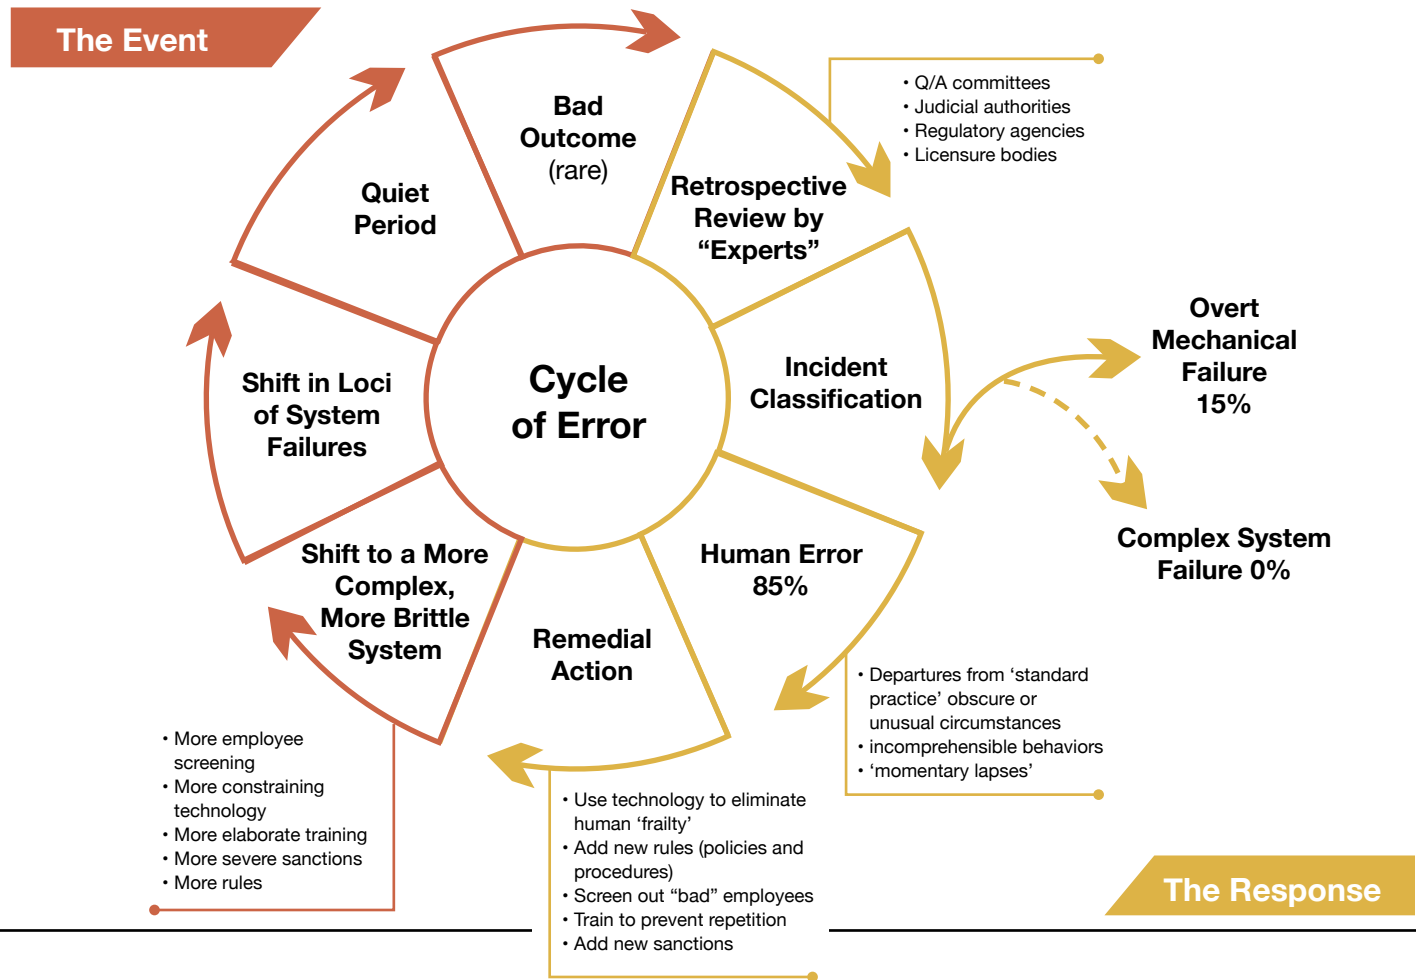 The Event
Bad
Outcome
(rare)
Retrospective
Review by
“Experts”
• Q/A committees
• Judicial authorities
• Regulatory agencies
• Licensure bodies
Incident
Classification
Overt
Mechanical
Failure
15%
Complex System
Failure 0%
Human Error
85%
• Departures from ‘standard
practice’ obscure or
unusual circumstances
• incomprehensible behaviors
• ‘momentary lapses’
Remedial
Action
• Use technology to eliminate
human ‘frailty’
• Add new rules (policies and
procedures)
• Screen out “bad” employees
• Train to prevent repetition
• Add new sanctions
Shift to a More
Complex,
More Brittle
System
• More employee
screening
• More constraining
technology
• More elaborate training
• More severe sanctions
• More rules
Shift in Loci
of System
Failures
Quiet
Period
Cycle
of Error
The Response